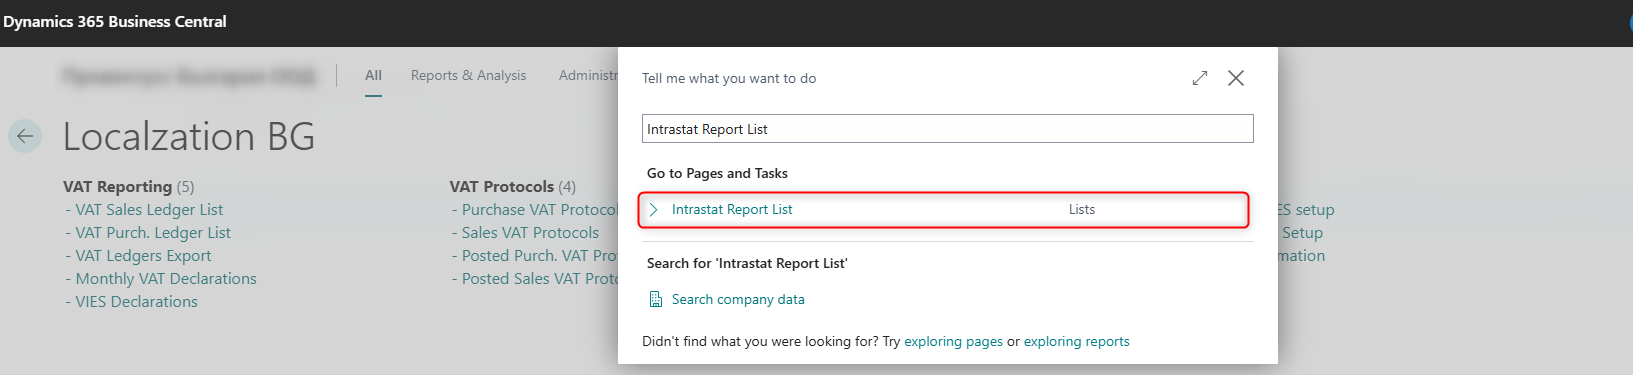 Dynamics 365 Business Central
All Reports & Analysis Administr
Localzation BG
VAT Reporting (5)
- VAT Sales Ledger List
- VAT Purch. Ledger List
- VAT Ledgers Export
- Monthly VAT Declarations
- VIES Declarations
VAT Protocols (4)
- Purchase VAT Protocol
- Sales VAT Protocols
- Posted Purch. VAT Pro
- Posted Sales VAT Proto
Tell me what you want to do
Intrastat Report List
Go to Pages and Tasks
Intrastat Report List Lists
Search for 'Intrastat Report List'
Search company data
Didn't find what you were looking for? Try exploring pages or exploring reports
ES setup
Setup
mation